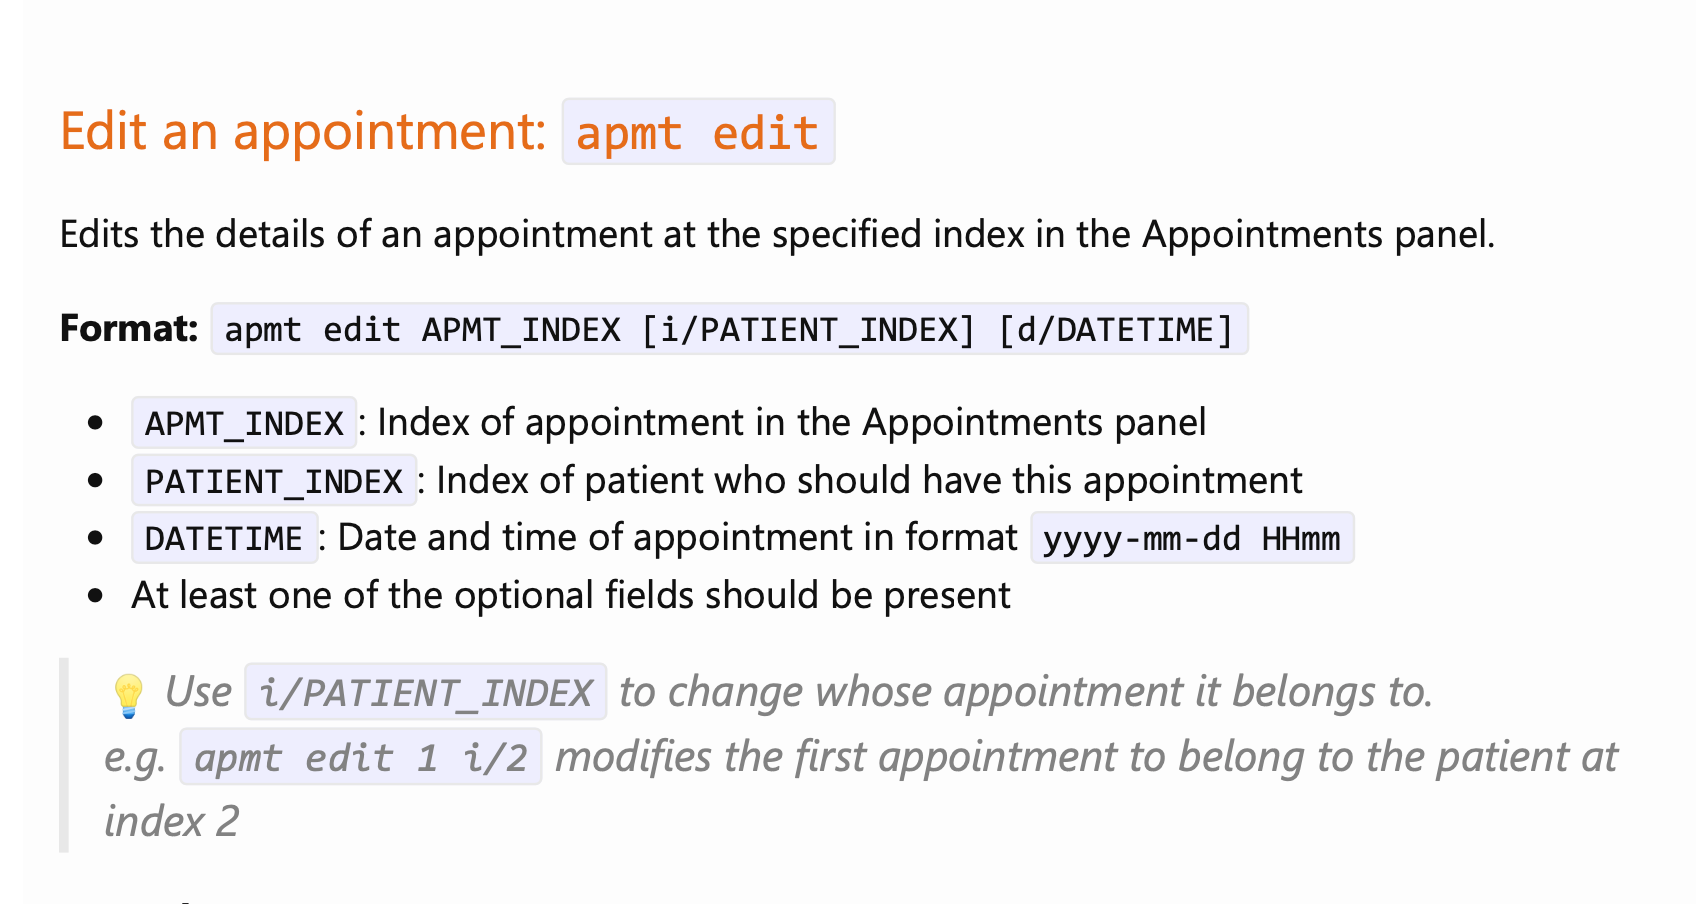 Edit an appointment: apmt edit
Edits the details of an appointment at the specified index in the Appointments panel.
Format: apmt edit APMT_INDEX [i/PATIENT_INDEX] [d/DATETIME]
APMT_INDEX: Index of appointment in the Appointments panel
PATIENT_INDEX: Index of patient who should have this appointment
DATETIME: Date and time of appointment in format yyyy-mm-dd HHmm
At least one of the optional fields should be present
💡 Use i/PATIENT_INDEX to change whose appointment it belongs to.
e.g. apmt edit 1 i/2 modifies the first appointment to belong to the patient at
index 2